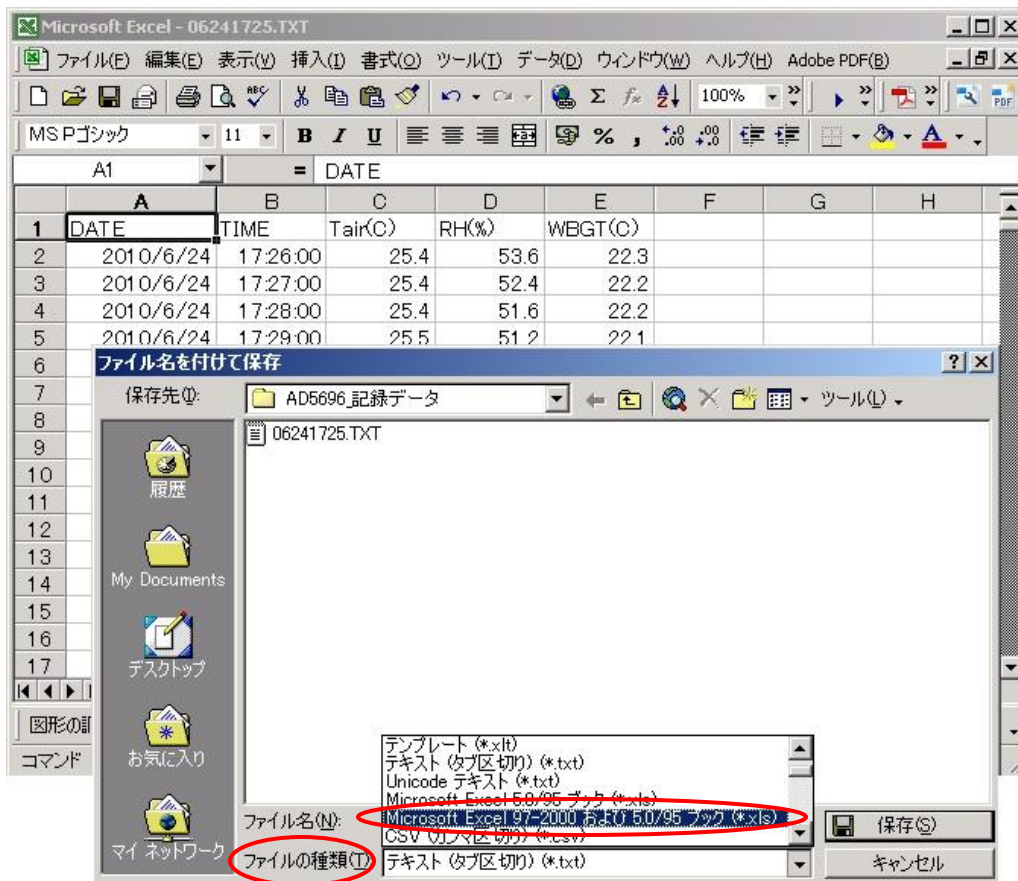 Microsoft Excel - 06241725.TXT
ファイル(F) 編集(E) 表示(V) 挿入(I) 書式(O) ツール(T) データ(D) ウィンドウ(W) ヘルプ(H) Adobe PDF(B)
100%
MS Pゴシック 11 B I U % ,
A1 = DATE
A B C D E F G H
1 DATE TIME Tair(C) RH(%) WBGT(C)
2 2010/6/24 17:26:00 25.4 53.6 22.3
3 2010/6/24 17:27:00 25.4 52.4 22.2
4 2010/6/24 17:28:00 25.4 51.6 22.2
5 2010/6/24 17:29:00 25.5 51.2 22.1
6
7
8
9
10
11
12
13
14
15
16
17
図形の
コマンド
ファイル名を付けて保存
保存先(I): AD5696_記録データ ツール(L)
06241725.TXT
履歴
My Documents
デスクトップ
お気に入り
マイ ネットワーク
テンプレート (*.xlt)
テキスト (タブ区切り) (*.txt)
Unicode テキスト (*.txt)
Microsoft Excel 5.0/95 ブック (*.xls)
Microsoft Excel 97-2000 および 5.0/95 ブック (*.xls)
CSV (カンマ区切り) (*.csv)
ファイル名(N):
保存(S)
ファイルの種類(T) テキスト (タブ区切り) (*.txt)
キャンセル